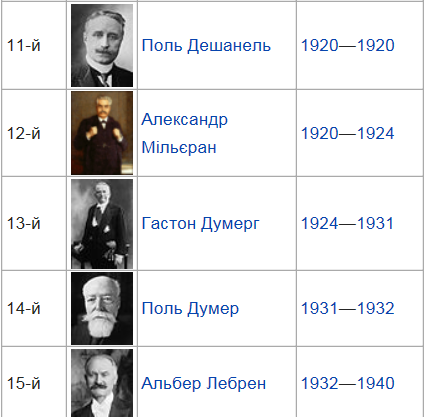 11-й Поль Дешанель 1920—1920
12-й Александр Мільєран 1920—1924
13-й Гастон Думерг 1924—1931
14-й Поль Думер 1931—1932
15-й Альбер Лебрен 1932—1940